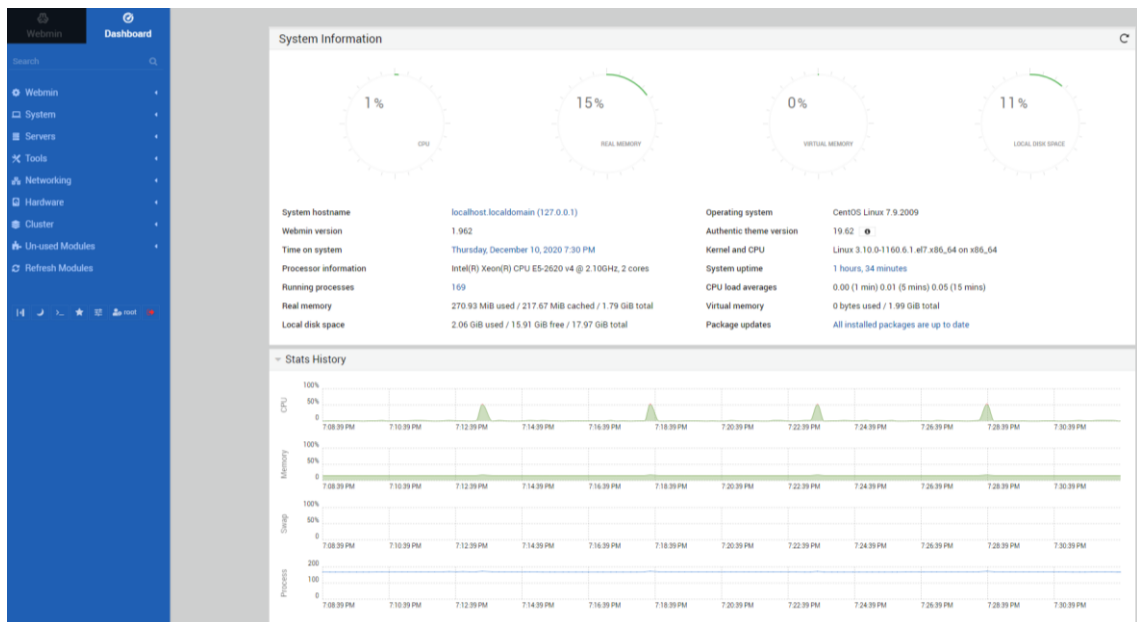 Webmin Dashboard
Search
Webmin
System
Servers
Tools
Networking
Hardware
Cluster
Un-used Modules
Refresh Modules
root
System Information
1% 15% 0% 11%
CPU REAL MEMORY VIRTUAL MEMORY LOCAL DISK SPACE
System hostname localhost.localdomain (127.0.0.1) Operating system CentOS Linux 7.9.2009
Webmin version 1.962 Authentic theme version 19.62
Time on system Thursday, December 10, 2020 7:30 PM Kernel and CPU Linux 3.10.0-1160.6.1.el7.x86_64 on x86_64
Processor information Intel(R) Xeon(R) CPU E5-2620 v4 @ 2.10GHz, 2 cores System uptime 1 hours, 34 minutes
Running processes 169 CPU load averages 0.00 (1 min) 0.01 (5 mins) 0.05 (15 mins)
Real memory 270.93 MiB used / 217.67 MiB cached / 1.79 GiB total Virtual memory 0 bytes used / 1.99 GiB total
Local disk space 2.06 GiB used / 15.91 GiB free / 17.97 GiB total Package updates All installed packages are up to date
Stats History
CPU
100%
50%
0
7:08:39 PM 7:10:39 PM 7:12:39 PM 7:14:39 PM 7:16:39 PM 7:18:39 PM 7:20:39 PM 7:22:39 PM 7:24:39 PM 7:26:39 PM 7:28:39 PM 7:30:39 PM
Memory
100%
50%
0
7:08:39 PM 7:10:39 PM 7:12:39 PM 7:14:39 PM 7:16:39 PM 7:18:39 PM 7:20:39 PM 7:22:39 PM 7:24:39 PM 7:26:39 PM 7:28:39 PM 7:30:39 PM
Swap
100%
50%
0
7:08:39 PM 7:10:39 PM 7:12:39 PM 7:14:39 PM 7:16:39 PM 7:18:39 PM 7:20:39 PM 7:22:39 PM 7:24:39 PM 7:26:39 PM 7:28:39 PM 7:30:39 PM
Process
200
100
0
7:08:39 PM 7:10:39 PM 7:12:39 PM 7:14:39 PM 7:16:39 PM 7:18:39 PM 7:20:39 PM 7:22:39 PM 7:24:39 PM 7:26:39 PM 7:28:39 PM 7:30:39 PM